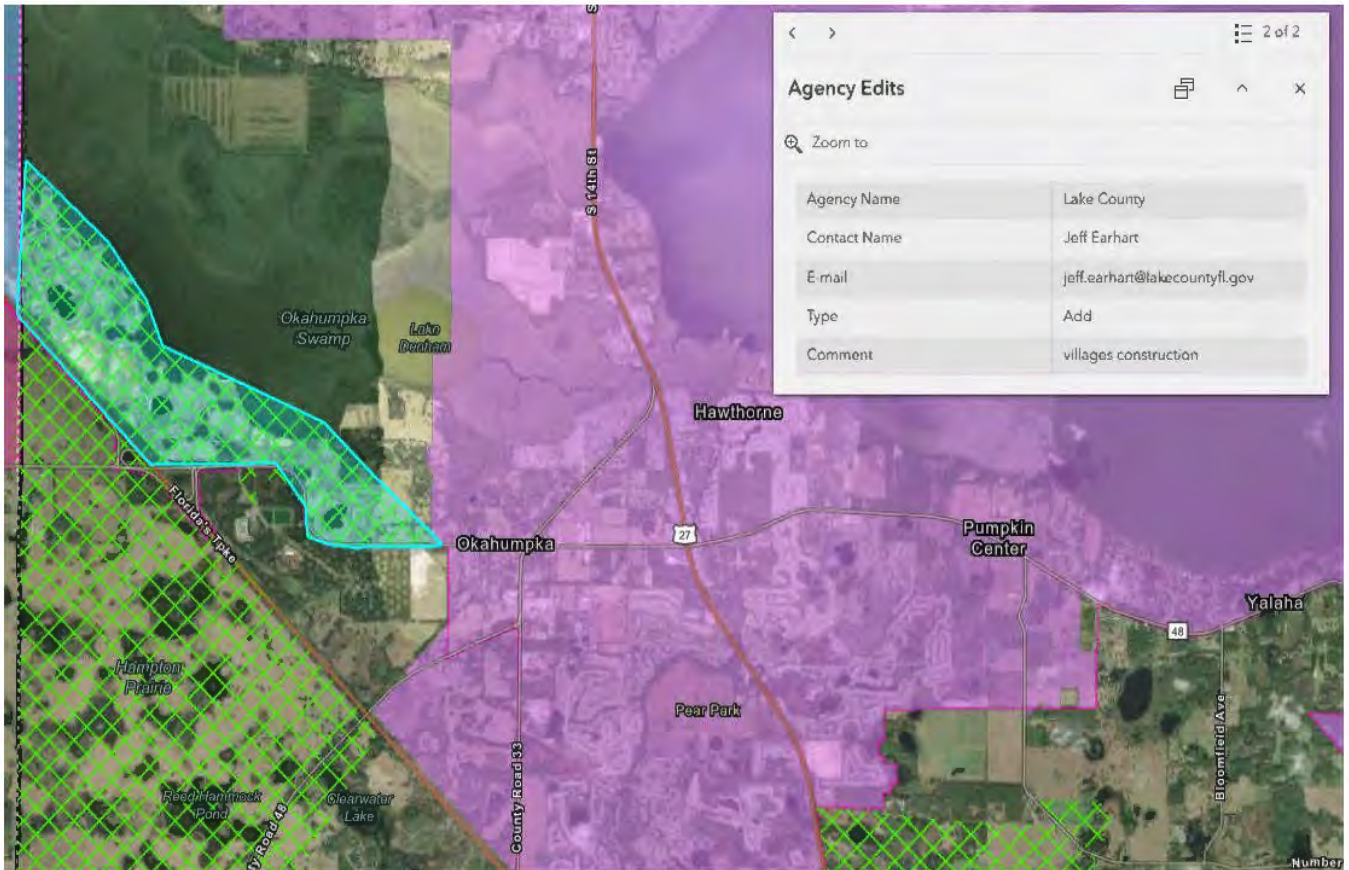 2 of 2
Agency Edits
Zoom to
Agency Name Lake County
Contact Name Jeff Earhart
E-mail jeff.earhart@lakecountyfl.gov
Type Add
Comment villages construction
S
S 14th St
Okahumpka
Swamp
Lake
Denham
Hawthorne
Florida's Tpke
Okahumpka
27
Pumpkin
Center
Yalaha
48
Hampton
Prairie
Pear Park
Bloomfield Ave
County Road 33
Reed Hammock
Pond
Clearwater
Lake
Road 48
Number